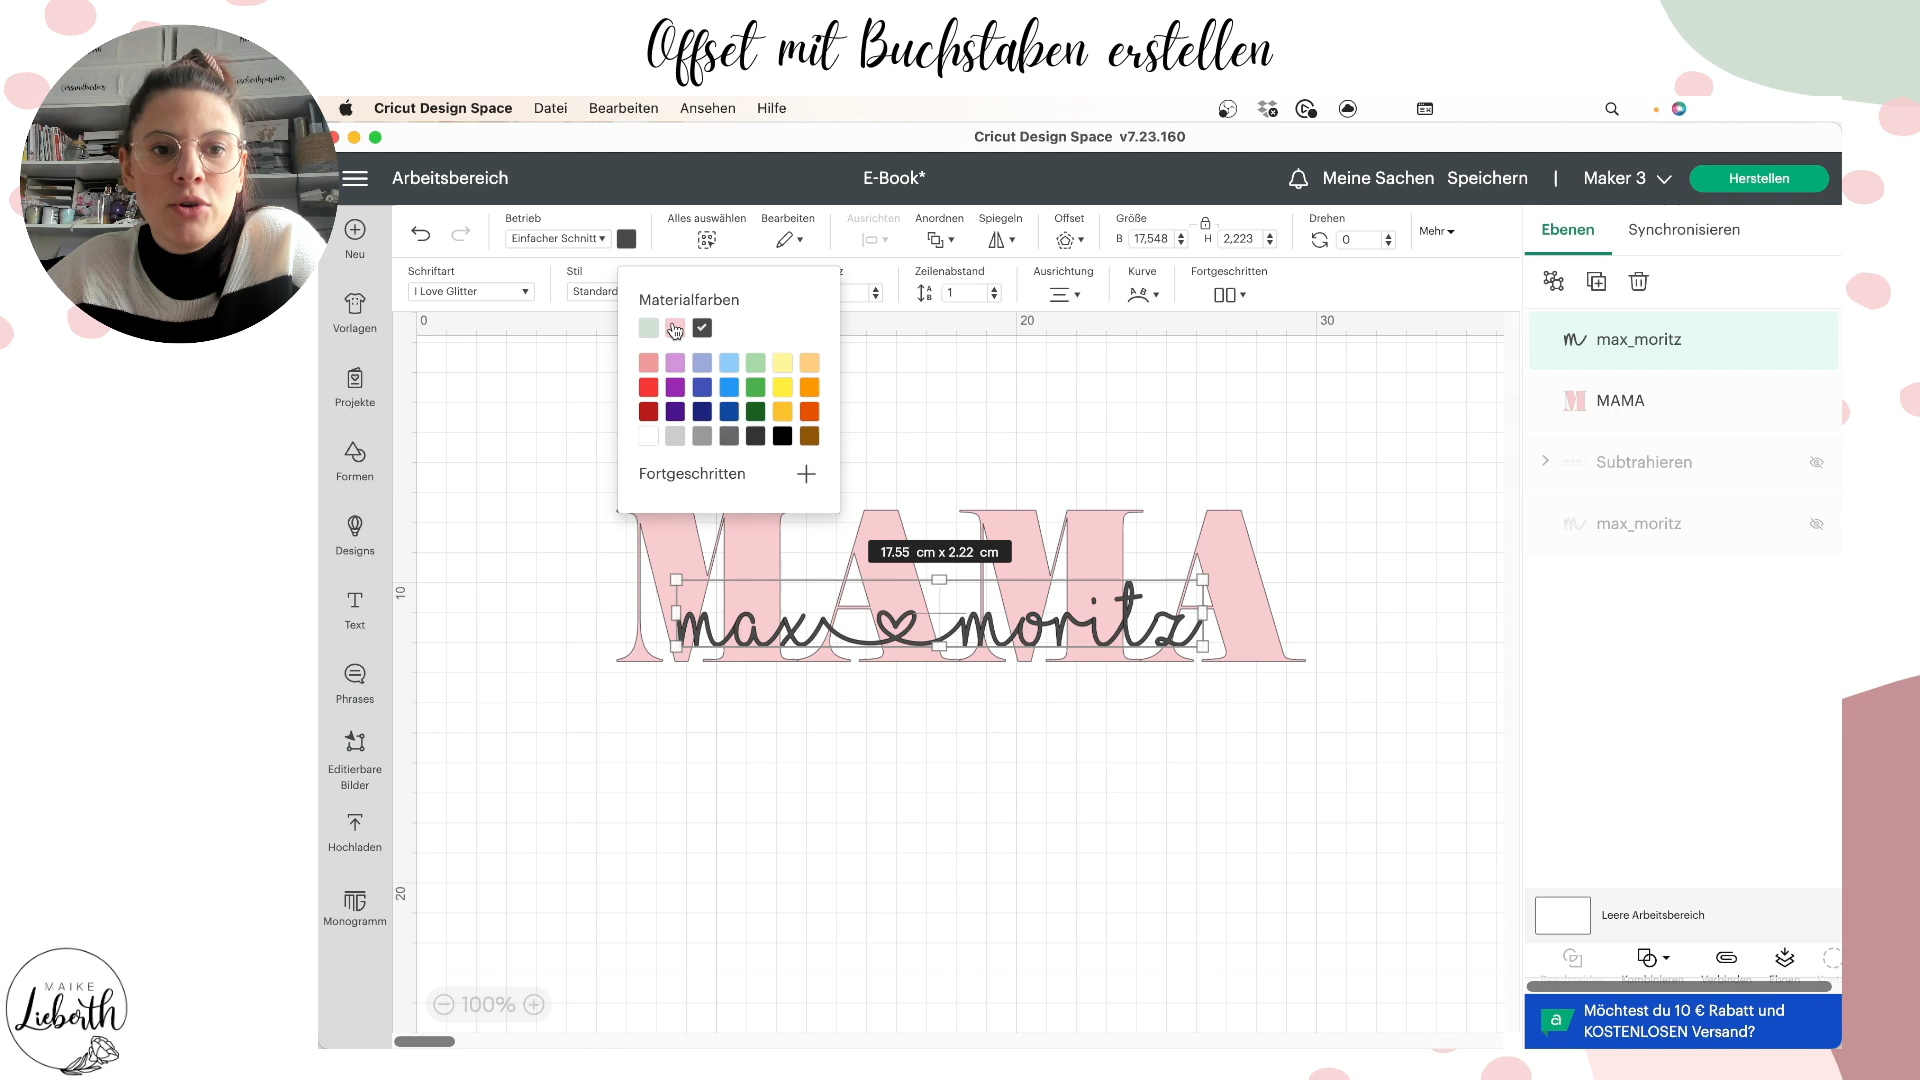 Offset mit Buchstaben erstellen
Cricut Design Space Datei Bearbeiten Ansehen Hilfe
Cricut Design Space v7.23.160
Arbeitsbereich E-Book* Meine Sachen Speichern | Maker 3 Herstellen
Betrieb Alles auswählen Bearbeiten Ausrichten Anordnen Spiegeln Offset Größe Drehen
Einfacher Schnitt B 17,548 H 2,223 0 Mehr
Schriftart Stil z Zeilenabstand Ausrichtung Kurve Fortgeschritten
I Love Glitter Standard 1
Neu
Vorlagen
Projekte
Formen
Designs
Text
Phrases
Editierbare
Bilder
Hochladen
Monogramm
Materialfarben
Fortgeschritten
0 20 30
10
20
MAMA
17.55 cm x 2.22 cm
max moritz
100%
Ebenen Synchronisieren
max_moritz
MAMA
Subtrahieren
max_moritz
Leere Arbeitsbereich
Kombinieren Verbinden Ebnen
a Möchtest du 10 € Rabatt und
KOSTENLOSEN Versand?
MAIKE
Lieberth